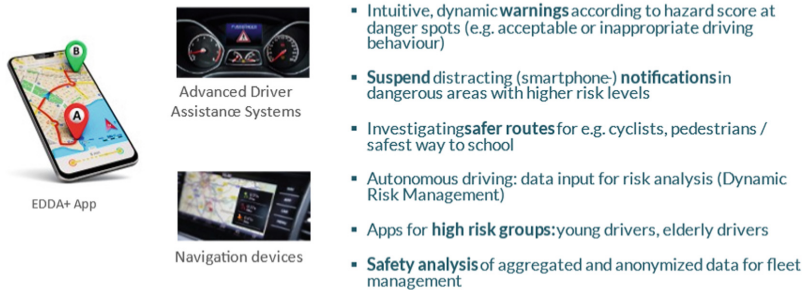 B
A
EDDA+ App
Advanced Driver
Assistance Systems
Navigation devices
▪ Intuitive, dynamic warnings according to hazard score at
danger spots (e.g. acceptable or inappropriate driving
behaviour)
▪ Suspend distracting (smartphone-) notifications in
dangerous areas with higher risk levels
▪ Investigating safer routes for e.g. cyclists, pedestrians /
safest way to school
▪ Autonomous driving: data input for risk analysis (Dynamic
Risk Management)
▪ Apps for high risk groups: young drivers, elderly drivers
▪ Safety analysis of aggregated and anonymized data for fleet
management